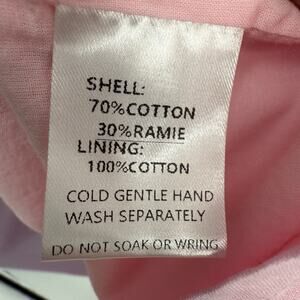 SHELL:
70%COTTON
30%RAMIE
LINING:
100%COTTON
COLD GENTLE HAND
WASH SEPARATELY
DO NOT SOAK OR WRING